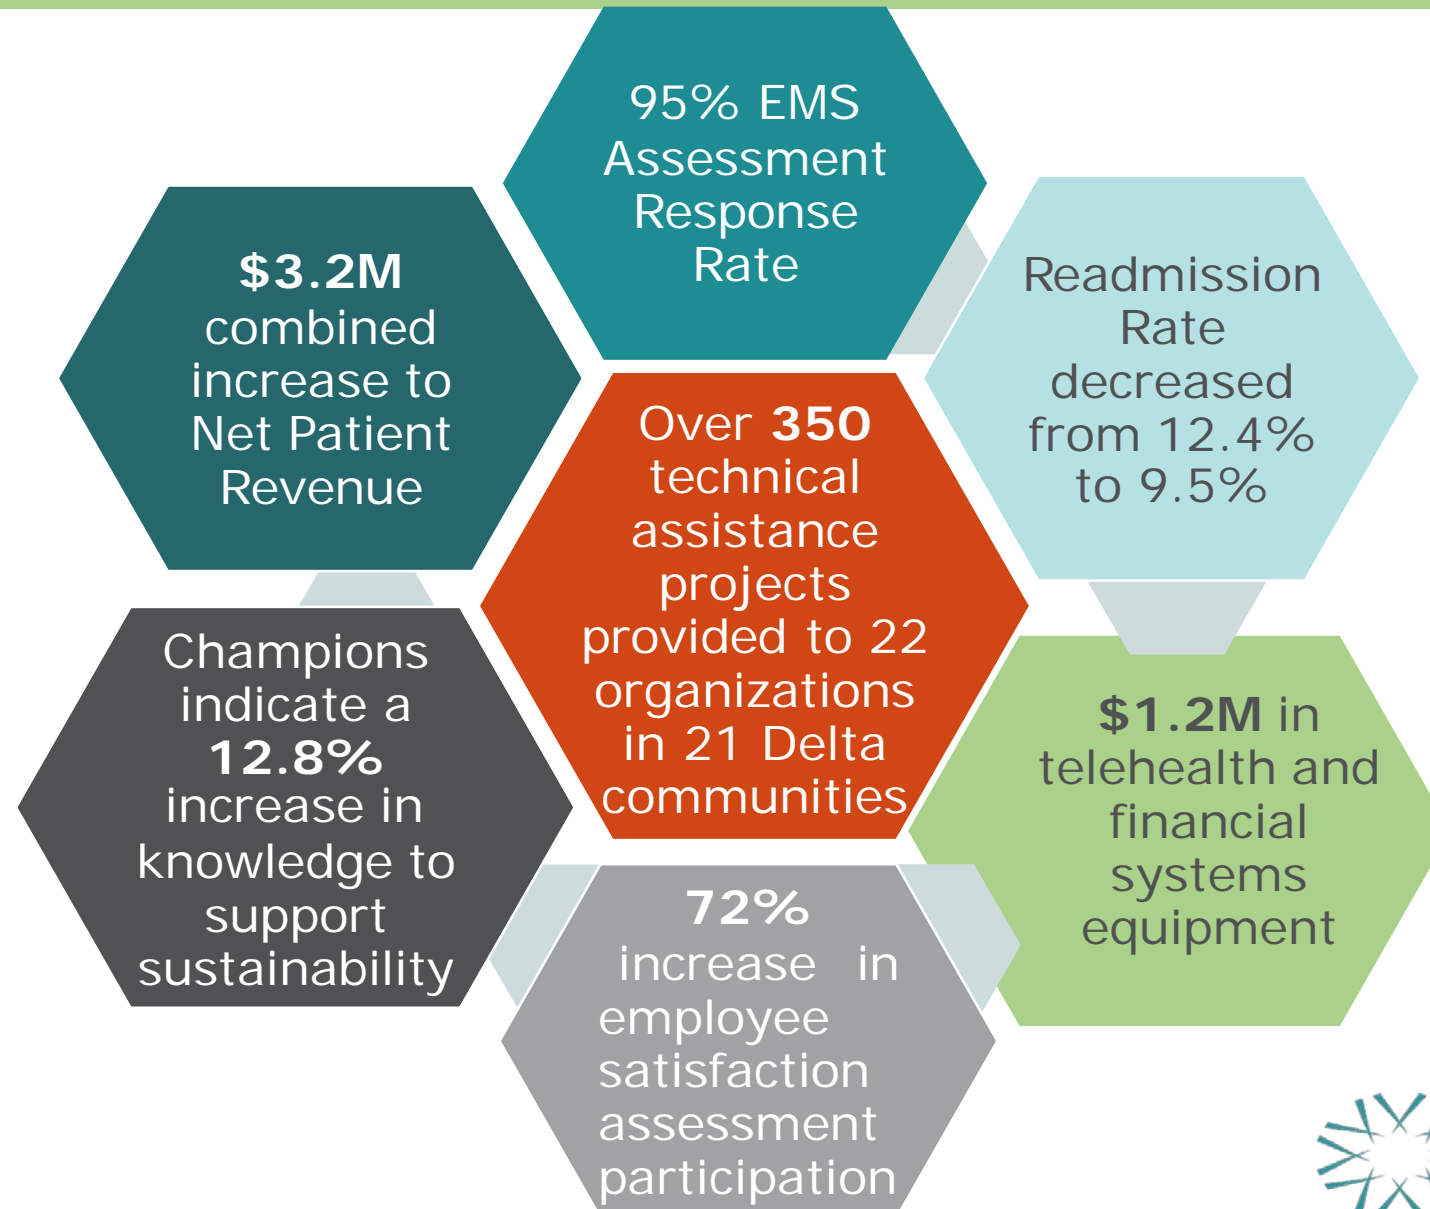 95% EMS
Assessment
Response
Rate
$3.2M
combined
increase to
Net Patient
Revenue
Readmission
Rate
decreased
from 12.4%
to 9.5%
Over 350
technical
assistance
projects
provided to 22
organizations
in 21 Delta
communities
Champions
indicate a
12.8%
increase in
knowledge to
support
sustainability
$1.2M in
telehealth and
financial
systems
equipment
72%
increase in
employee
satisfaction
assessment
participation